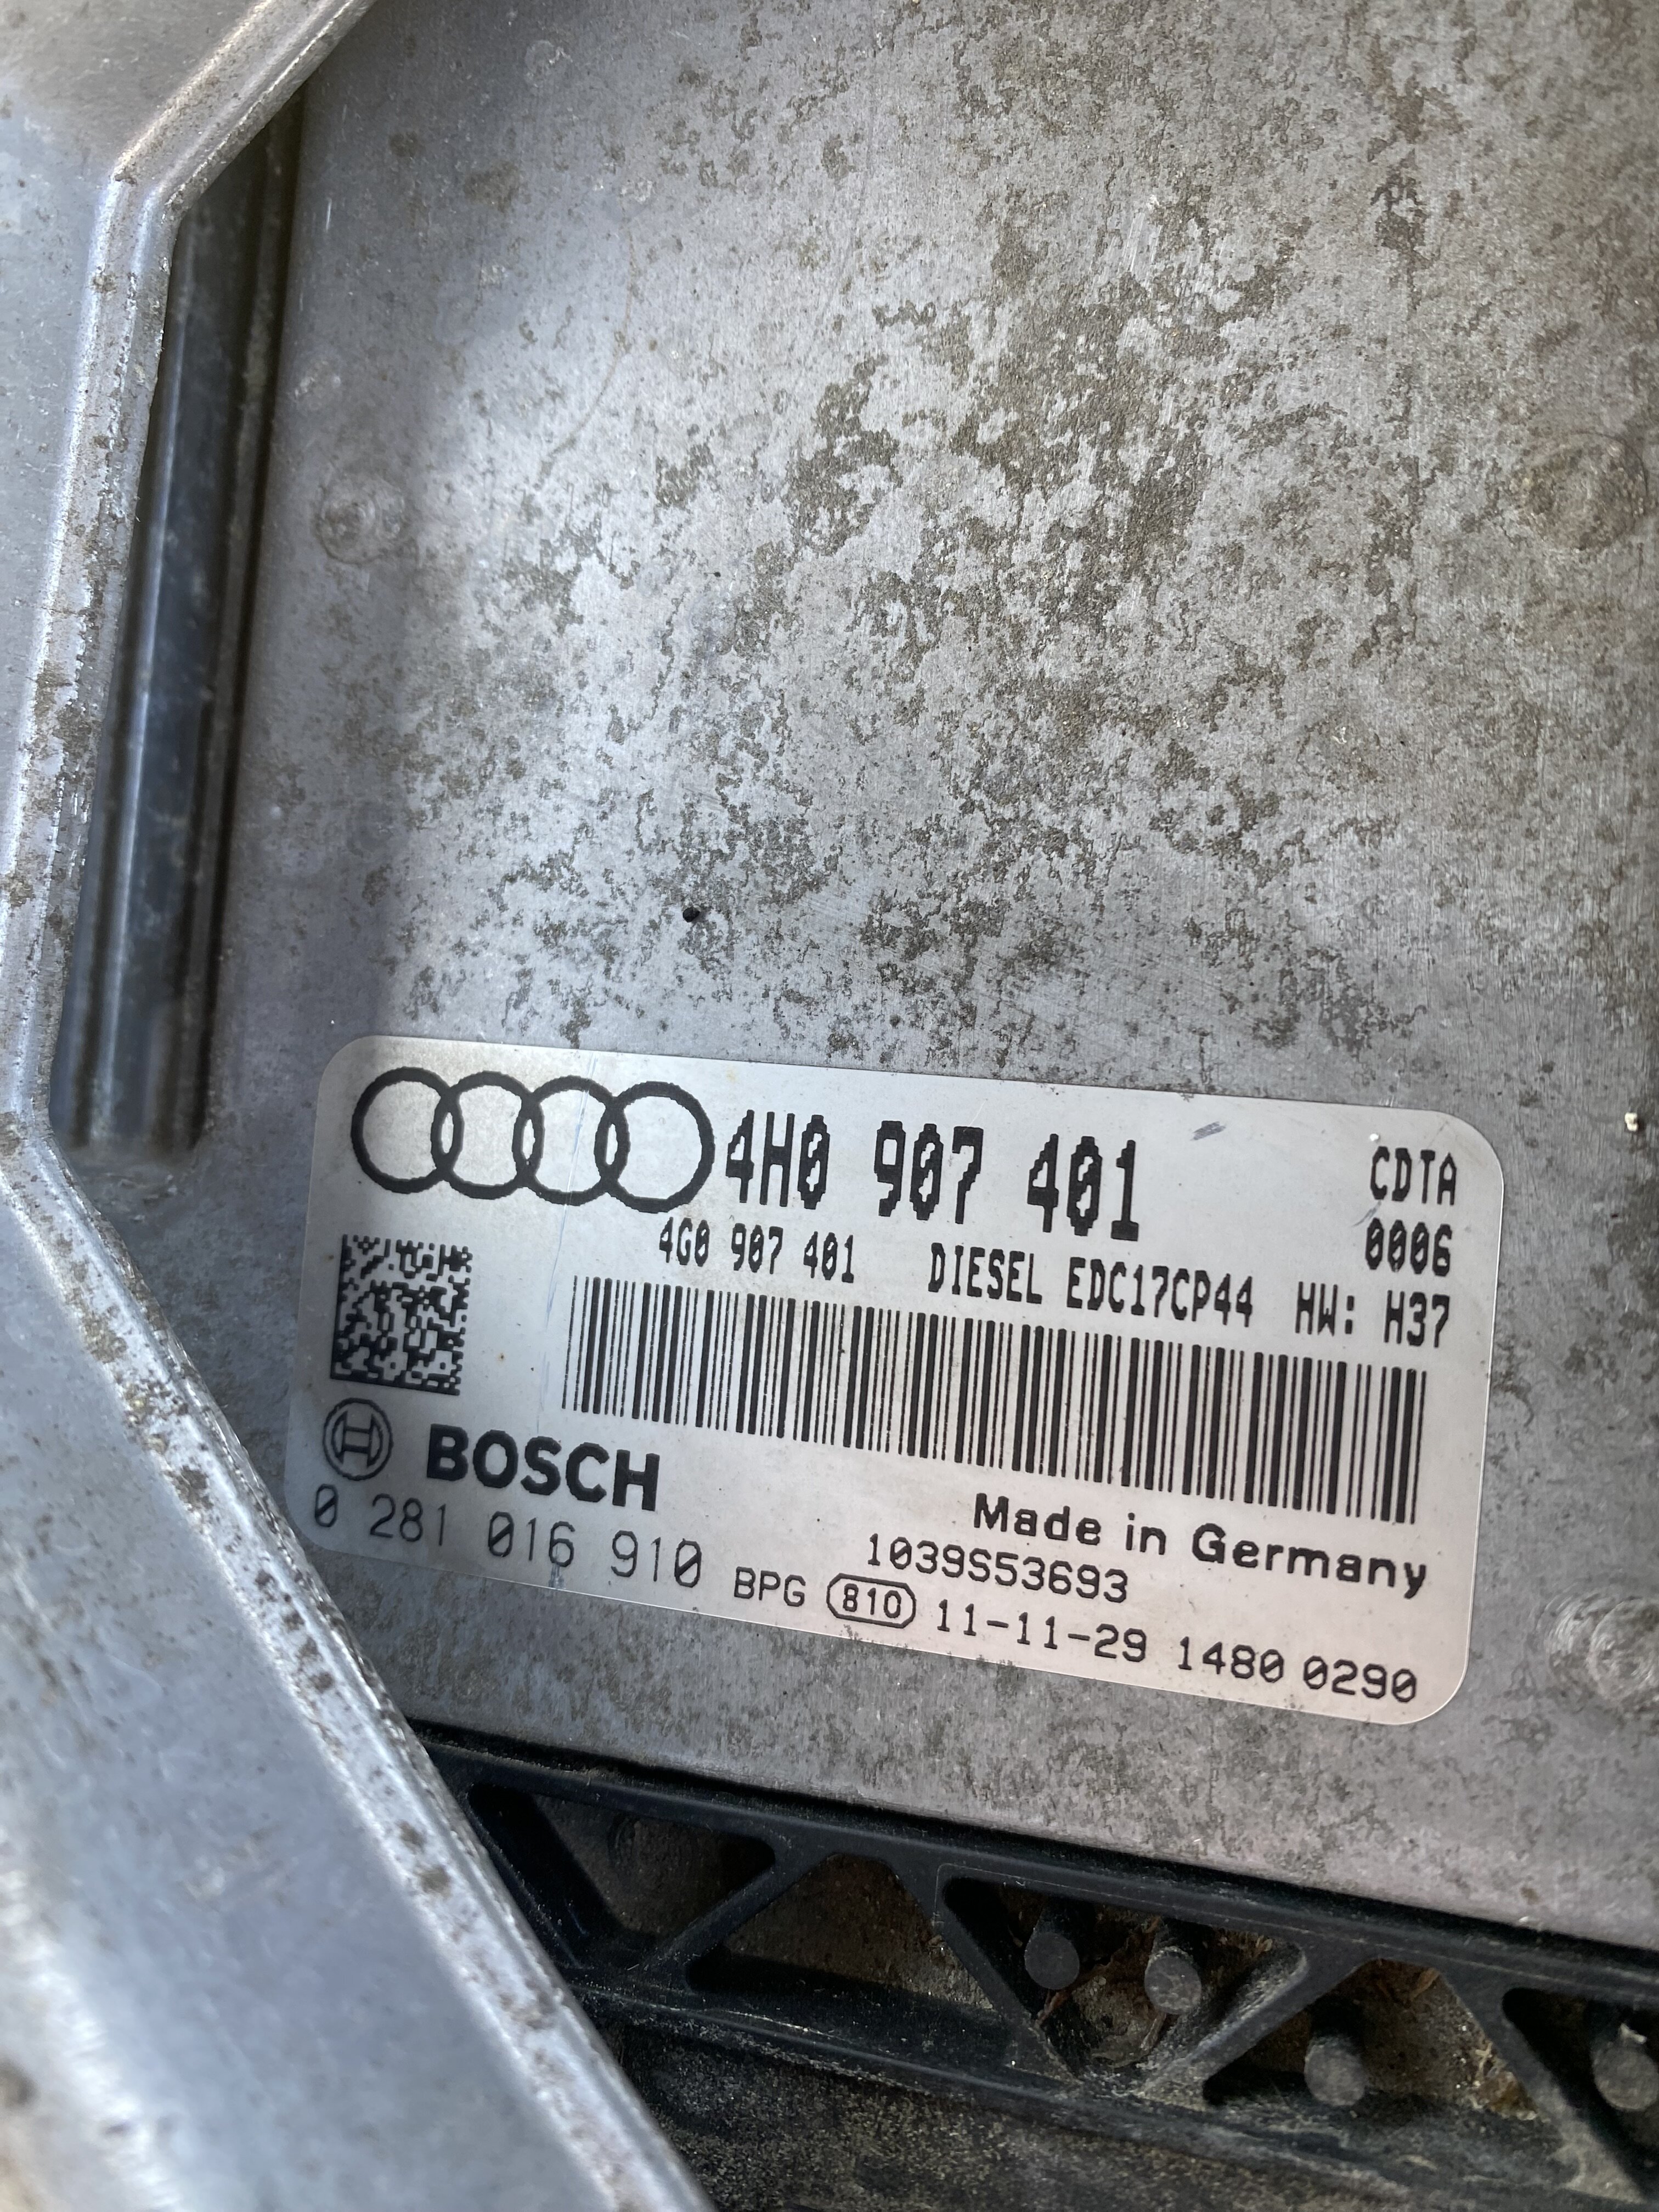 4H0 907 401
CDTA
0006
4G0 907 401 DIESEL EDC17CP44 HW: H37
BOSCH
Made in Germany
0 281 016 910
1039S53693
BPG 810 11-11-29 1480 0290